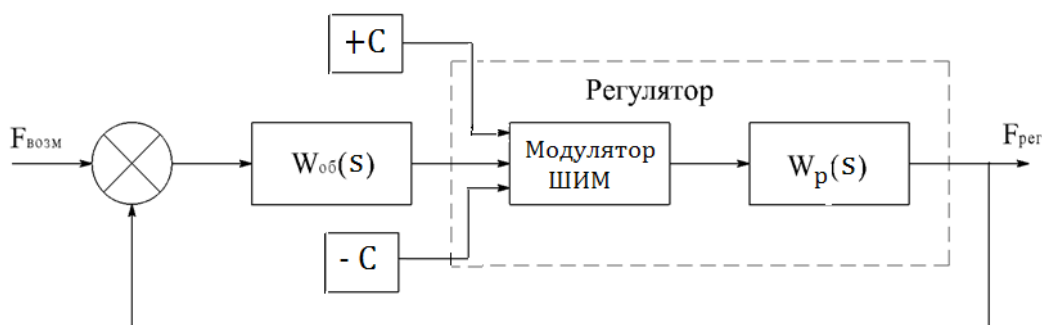 +C
Регулятор
Fвозм
Wоб(s)
Модулятор
ШИМ
Wр(s)
Fрег
- C